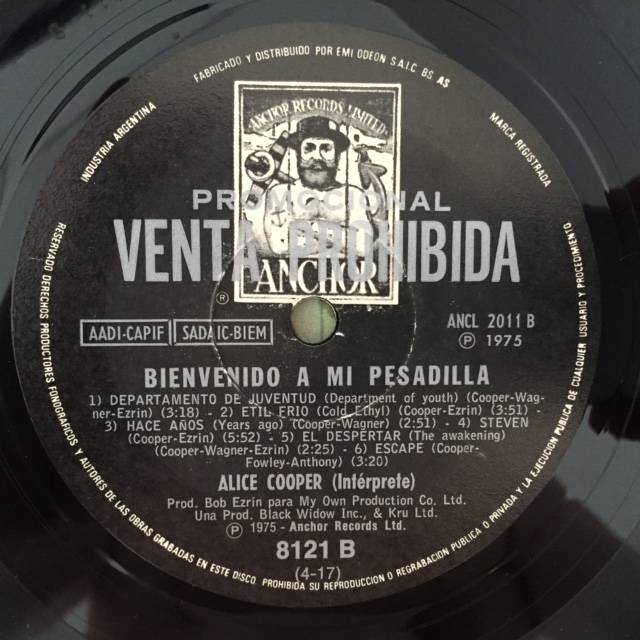 FABRICADO Y DISTRIBUIDO POR EMI ODEON S.A.I.C. BS AS
INDUSTRIA ARGENTINA
MARCA REGISTRADA
ANCHOR RECORDS LIMITED
PROMOCIONAL
VENTA PROHIBIDA
ANCHOR
®
AADI-CAPIF SADAIC-BIEM
ANCL 2011 B
Ⓟ 1975
BIENVENIDO A MI PESADILLA
1) DEPARTAMENTO DE JUVENTUD (Department of youth) (Cooper-Wag-
ner-Ezrin) (3:18) - 2) ETIL FRIO (Cold Ethyl) (Cooper-Ezrin) (3:51) -
3) HACE AÑOS (Years ago) (Cooper-Wagner) (2:51) - 4) STEVEN
(Cooper-Ezrin) (5:52) - 5) EL DESPERTAR (The awakening)
(Cooper-Wagner-Ezrin) (2:25) - 6) ESCAPE (Cooper-
Fowley-Anthony) (3:20)
ALICE COOPER (Intérprete)
Prod. Bob Ezrin para My Own Production Co. Ltd.
Una Prod. Black Widow Inc., & Kru Ltd.
Ⓟ 1975 - Anchor Records Ltd.
8121 B
(4-17)
RESERVADO DERECHOS PRODUCTORES FONOGRAFICOS Y AUTORES DE LAS OBRAS GRABADAS EN ESTE DISCO. PROHIBIDA SU REPRODUCCION O REGRABACION PUBLICA O PRIVADA Y LA EJECUCION PUBLICA DE CUALQUIER USUARIO Y PROCEDIMIENTO